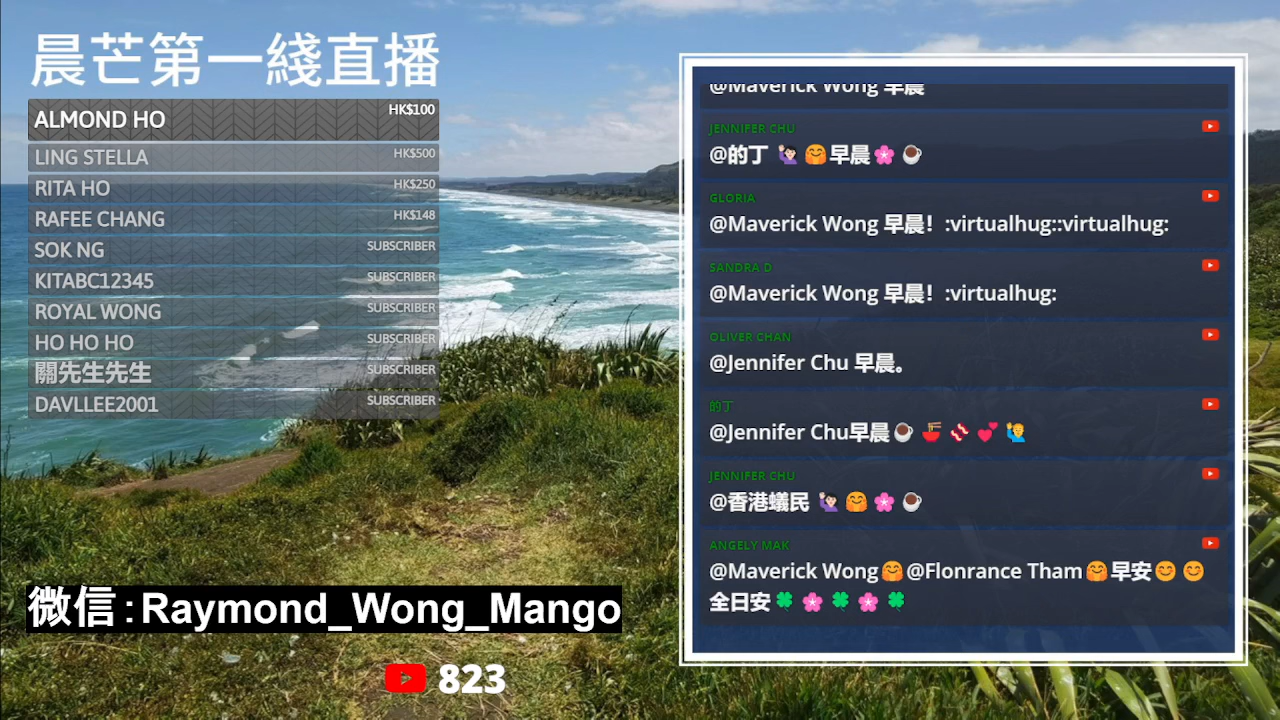 晨芒第一綫直播
ALMOND HO HK$100
LING STELLA HK$500
RITA HO HK$250
RAFEE CHANG HK$148
SOK NG SUBSCRIBER
KITABC12345 SUBSCRIBER
ROYAL WONG SUBSCRIBER
HO HO HO SUBSCRIBER
關先生先生 SUBSCRIBER
DAVLLEE2001 SUBSCRIBER
微信:Raymond_Wong_Mango
823
@Maverick Wong 早晨
JENNIFER CHU
@的丁 🙋🏻‍♀️ 🤗早晨🌸 ☕
GLORIA
@Maverick Wong 早晨！:virtualhug::virtualhug:
SANDRA D
@Maverick Wong 早晨！:virtualhug:
OLIVER CHAN
@Jennifer Chu 早晨。
的丁
@Jennifer Chu早晨☕ 🍜 🥓 💕 🙋‍♂️
JENNIFER CHU
@香港蟻民 🙋🏻‍♀️ 🤗 🌸 ☕
ANGELY MAK
@Maverick Wong🤗@Flonrance Tham🤗早安😊 😊
全日安🍀 🌸 🍀 🌸 🍀